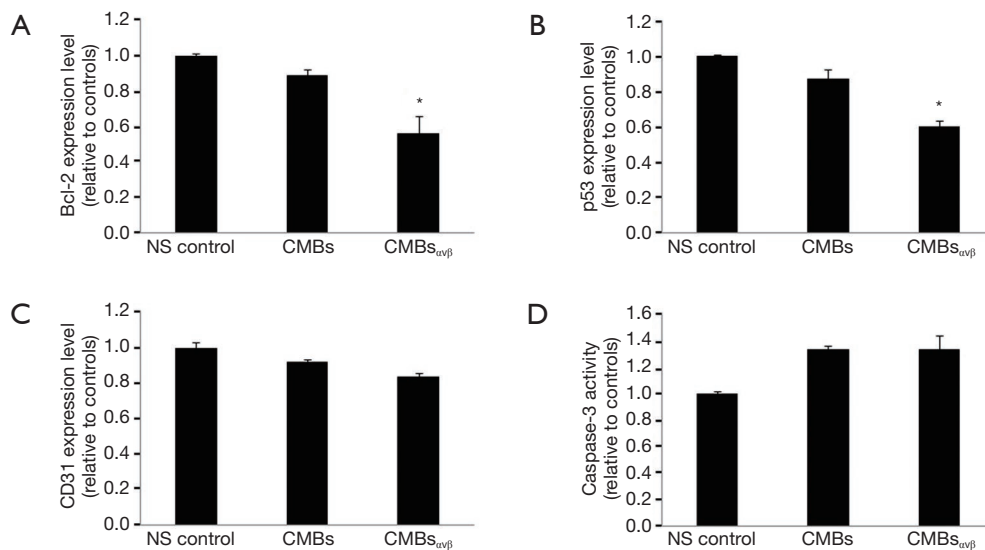 A
Bcl-2 expression level
(relative to controls)
1.2
1.0
0.8
0.6
0.4
0.2
0.0
*
NS control CMBs CMBsαvβ
B
p53 expression level
(relative to controls)
1.2
1.0
0.8
0.6
0.4
0.2
0.0
*
NS control CMBs CMBsαvβ
C
CD31 expression level
(relative to controls)
1.2
1.0
0.8
0.6
0.4
0.2
0.0
NS control CMBs CMBsαvβ
D
Caspase-3 activity
(relative to controls)
1.6
1.4
1.2
1.0
0.8
0.6
0.4
0.2
0.0
NS control CMBs CMBsαvβ